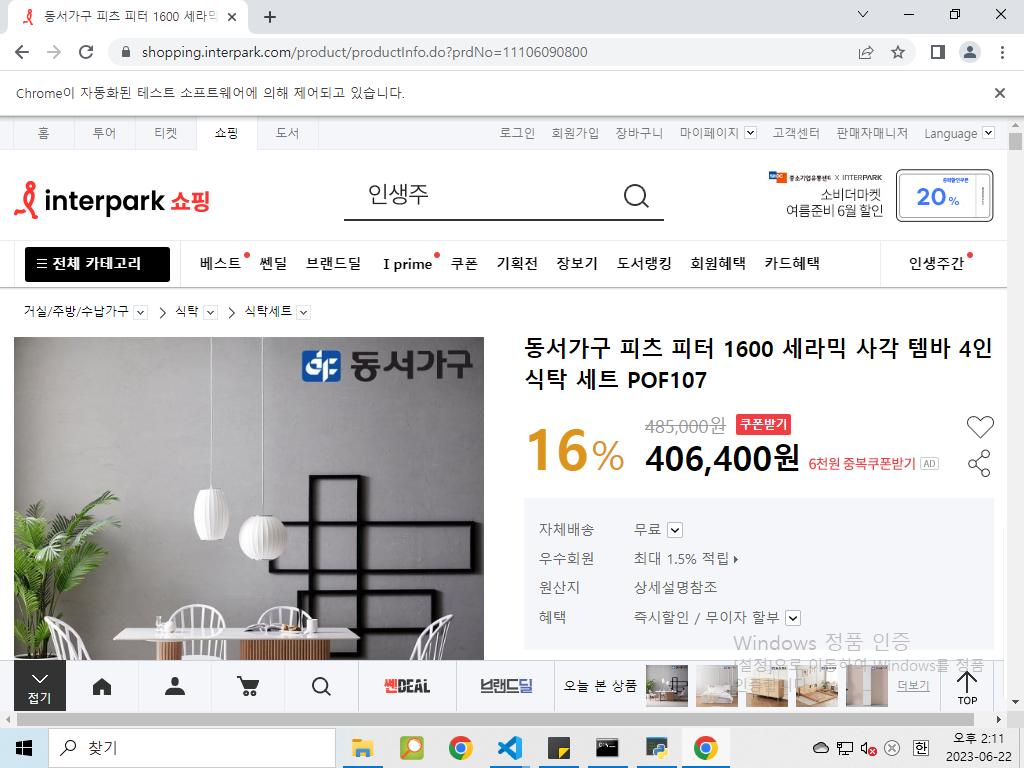 동서가구 피츠 피터 1600 세라믹
shopping.interpark.com/product/productInfo.do?prdNo=11106090800
Chrome이 자동화된 테스트 소프트웨어에 의해 제어되고 있습니다.
홈 투어 티켓 쇼핑 도서 로그인 회원가입 장바구니 마이페이지 고객센터 판매자매니저 Language
interpark 쇼핑
인생주
중소기업유통센터 X INTERPARK
소비더마켓
여름준비 6월 할인
20%
전체 카테고리 베스트 쎈딜 브랜드딜 I prime 쿠폰 기획전 장보기 도서랭킹 회원혜택 카드혜택 인생주간
거실/주방/수납가구 식탁 식탁세트
동서가구
동서가구 피츠 피터 1600 세라믹 사각 템바 4인
식탁 세트 POF107
16%
485,000원 쿠폰받기
406,400원 6천원 중복쿠폰받기 AD
자체배송 무료
우수회원 최대 1.5% 적립
원산지 상세설명참조
혜택 즉시할인 / 무이자 할부
Windows 정품 인증
[설정]으로 이동하여 Windows를 정품
접기 쎈DEAL 브랜드딜 오늘 본 상품 더보기 TOP
찾기
한
오후 2:11
2023-06-22